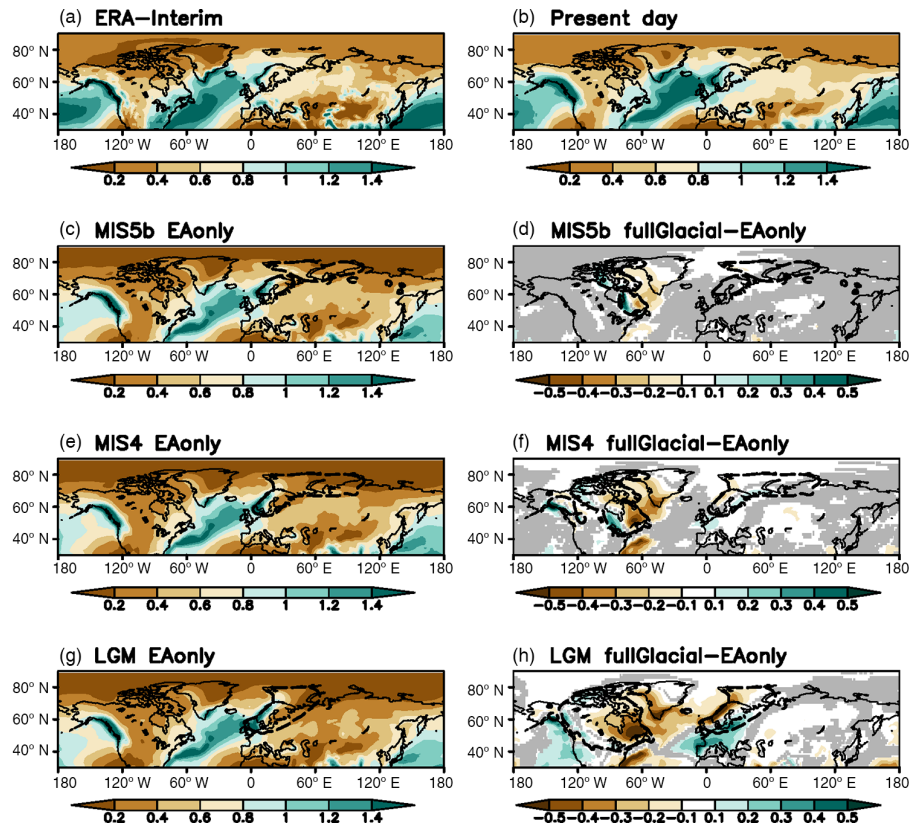 (a) ERA-Interim
(b) Present day
80° N
60° N
40° N
180 120° W 60° W 0 60° E 120° E 180
0.2 0.4 0.6 0.8 1 1.2 1.4
80° N
60° N
40° N
180 120° W 60° W 0 60° E 120° E 180
0.2 0.4 0.6 0.8 1 1.2 1.4
(c) MIS5b EAonly
(d) MIS5b fullGlacial-EAonly
80° N
60° N
40° N
180 120° W 60° W 0 60° E 120° E 180
0.2 0.4 0.6 0.8 1 1.2 1.4
80° N
60° N
40° N
180 120° W 60° W 0 60° E 120° E 180
-0.5-0.4-0.3-0.2-0.1 0.1 0.2 0.3 0.4 0.5
(e) MIS4 EAonly
(f) MIS4 fullGlacial-EAonly
80° N
60° N
40° N
180 120° W 60° W 0 60° E 120° E 180
0.2 0.4 0.6 0.8 1 1.2 1.4
80° N
60° N
40° N
180 120° W 60° W 0 60° E 120° E 180
-0.5-0.4-0.3-0.2-0.1 0.1 0.2 0.3 0.4 0.5
(g) LGM EAonly
(h) LGM fullGlacial-EAonly
80° N
60° N
40° N
180 120° W 60° W 0 60° E 120° E 180
0.2 0.4 0.6 0.8 1 1.2 1.4
80° N
60° N
40° N
180 120° W 60° W 0 60° E 120° E 180
-0.5-0.4-0.3-0.2-0.1 0.1 0.2 0.3 0.4 0.5